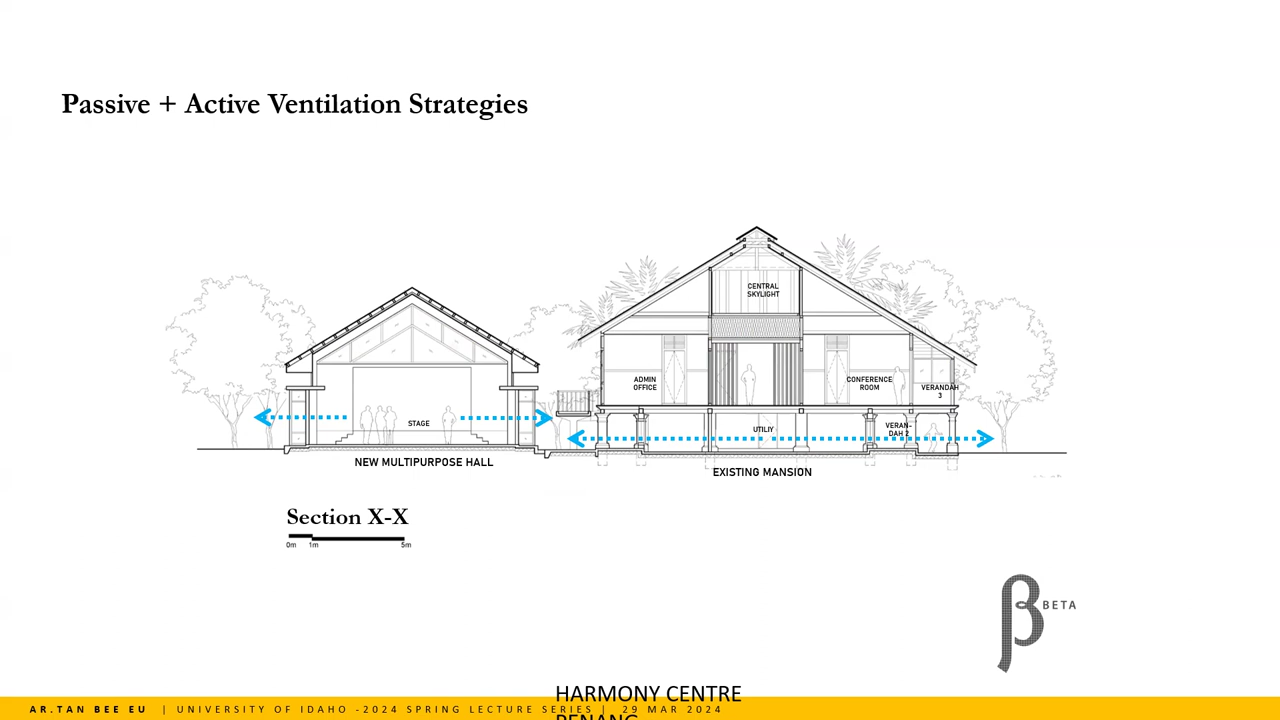 Passive + Active Ventilation Strategies
CENTRAL
SKYLIGHT
ADMIN
OFFICE
CONFERENCE
ROOM
VERANDAH
3
STAGE
UTILIY
VERAN-
DAH 2
NEW MULTIPURPOSE HALL
EXISTING MANSION
Section X-X
0m 1m 5m
β BETA
HARMONY CENTRE
PENANG
AR.TAN BEE EU | UNIVERSITY OF IDAHO -2024 SPRING LECTURE SERIES | 29 MAR 2024